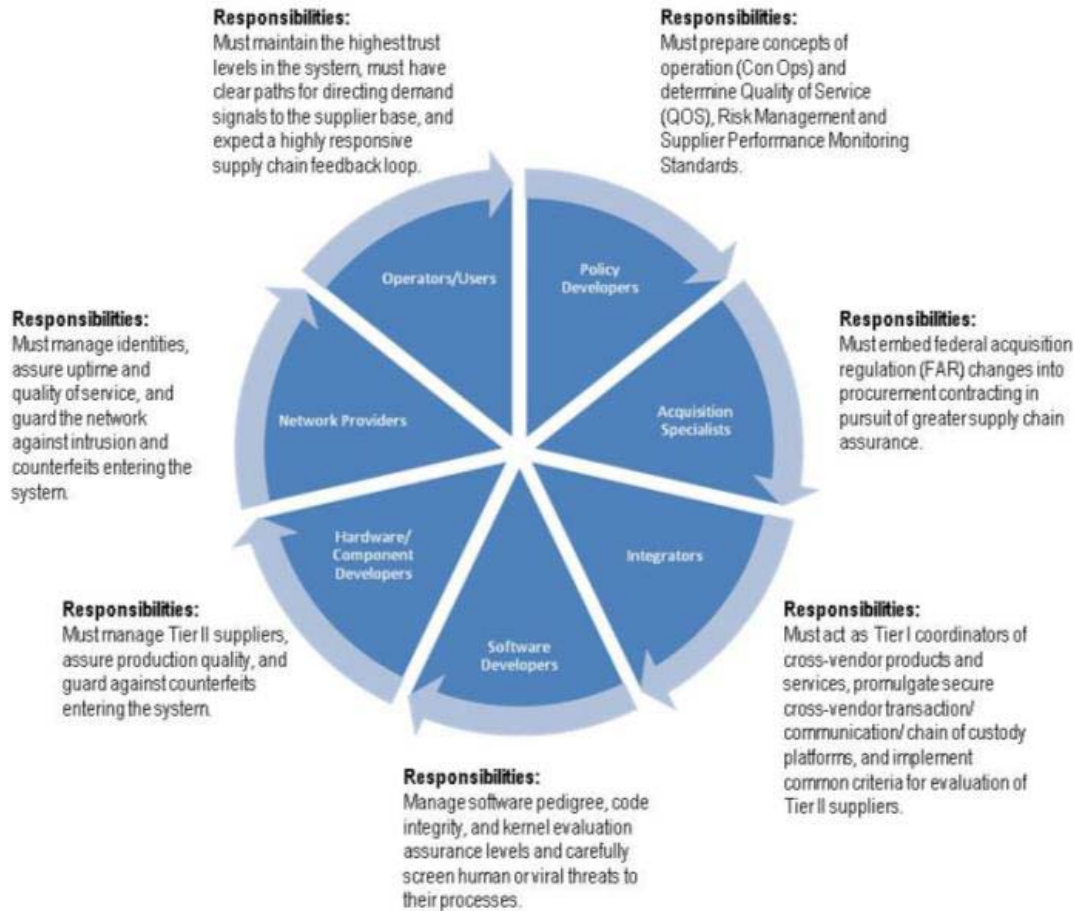 Responsibilities:
Must maintain the highest trust
levels in the system, must have
clear paths for directing demand
signals to the supplier base, and
expect a highly responsive
supply chain feedback loop.
Responsibilities:
Must prepare concepts of
operation (Con Ops) and
determine Quality of Service
(QOS), Risk Management and
Supplier Performance Monitoring
Standards.
Operators/Users
Policy
Developers
Responsibilities:
Must manage identities,
assure uptime and
quality of service, and
guard the network
against intrusion and
counterfeits entering the
system.
Network Providers
Acquisition
Specialists
Responsibilities:
Must embed federal acquisition
regulation (FAR) changes into
procurement contracting in
pursuit of greater supply chain
assurance.
Hardware/
Component
Developers
Integrators
Software
Developers
Responsibilities:
Must manage Tier II suppliers,
assure production quality, and
guard against counterfeits
entering the system.
Responsibilities:
Must act as Tier I coordinators of
cross-vendor products and
services, promulgate secure
cross-vendor transaction/
communication/ chain of custody
platforms, and implement
common criteria for evaluation of
Tier II suppliers.
Responsibilities:
Manage software pedigree, code
integrity, and kernel evaluation
assurance levels and carefully
screen human or viral threats to
their processes.